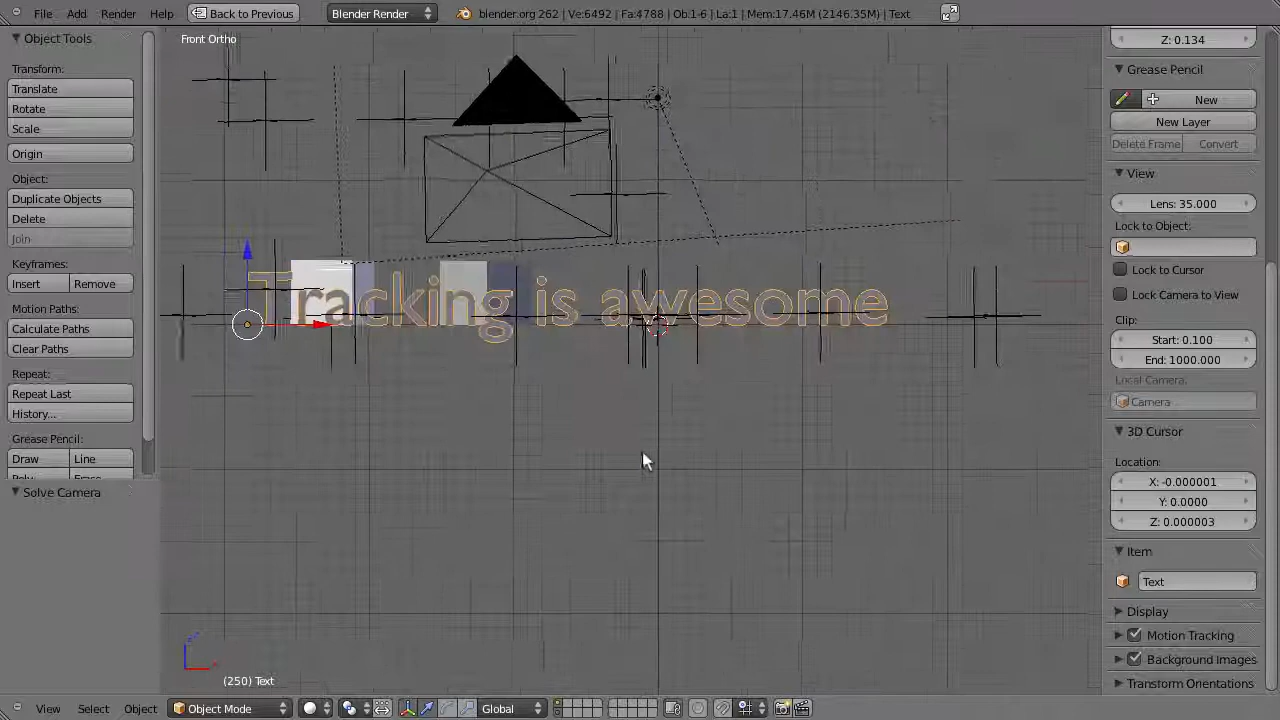 File Add Render Help Back to Previous Blender Render blender.org 262 | Ve:6492 | Fa:4788 | Ob:1-6 | La:1 | Mem:17.46M (2146.35M) | Text
Object Tools
Transform:
Translate
Rotate
Scale
Origin
Object:
Duplicate Objects
Delete
Join
Keyframes:
Insert Remove
Motion Paths:
Calculate Paths
Clear Paths
Repeat:
Repeat Last
History...
Grease Pencil:
Draw Line
Solve Camera
Front Ortho
Tracking is awesome
(250) Text
Z: 0.134
Grease Pencil
New
New Layer
Delete Frame Convert
View
Lens: 35.000
Lock to Object:
Lock to Cursor
Lock Camera to View
Clip:
Start: 0.100
End: 1000.000
Local Camera:
Camera
3D Cursor
Location:
X: -0.000001
Y: 0.0000
Z: 0.000003
Item
Text
Display
Motion Tracking
Background Images
Transform Orientations
View Select Object Object Mode Global